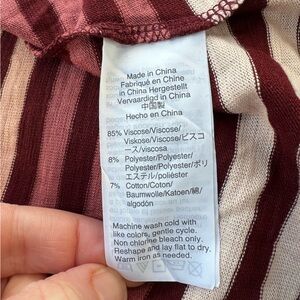 Made in China
Fabriqué en Chine
in China Hergestellt
Vervaardigd in China
中国製
Hecho en China
85% Viscose/Viscose/
Viskose/Viscose/ビスコ
ース/viscosa
8% Polyester/Polyester/
Polyester/Polyester/ポリ
エステル/poliéster
7% Cotton/Coton/
Baumwolle/Katoen/綿/
algodón
Machine wash cold with
like colors, gentle cycle.
Non chlorine bleach only.
Reshape and lay flat to dry.
Warm iron as needed.